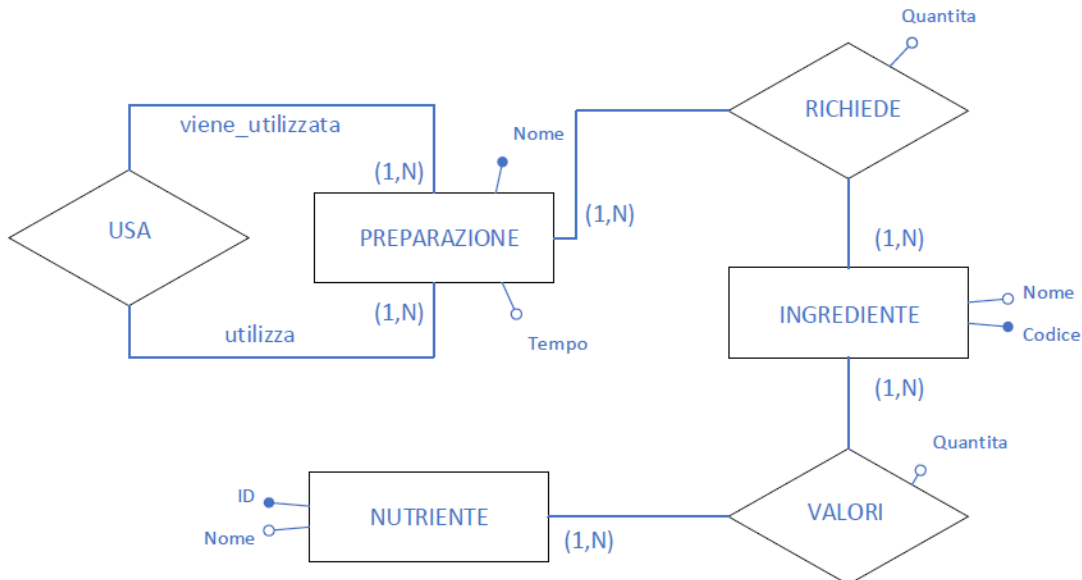 Quantita
RICHIEDE
viene_utilizzata
Nome
(1,N)
(1,N)
USA
PREPARAZIONE
(1,N)
(1,N)
utilizza
Tempo
INGREDIENTE
Nome
Codice
(1,N)
Quantita
ID
NUTRIENTE
Nome
(1,N)
VALORI